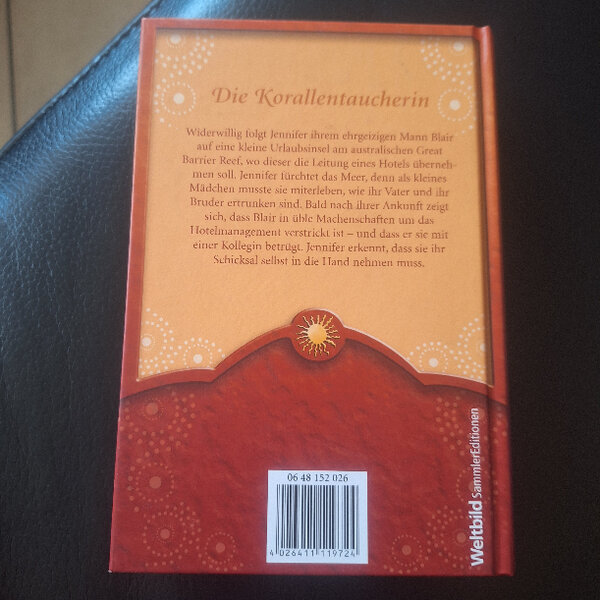 Die Korallentaucherin
Widerwillig folgt Jennifer ihrem ehrgeizigen Mann Blair
auf eine kleine Urlaubsinsel am australischen Great
Barrier Reef, wo dieser die Leitung eines Hotels überneh-
men soll. Jennifer fürchtet das Meer, denn als kleines
Mädchen musste sie miterleben, wie ihr Vater und ihr
Bruder ertrunken sind. Bald nach ihrer Ankunft zeigt
sich, dass Blair in üble Machenschaften um das
Hotelmanagement verstrickt ist – und dass er sie mit
einer Kollegin betrügt. Jennifer erkennt, dass sie ihr
Schicksal selbst in die Hand nehmen muss.
06 48 152 026
4 026411 119724
Weltbild SammlerEditionen